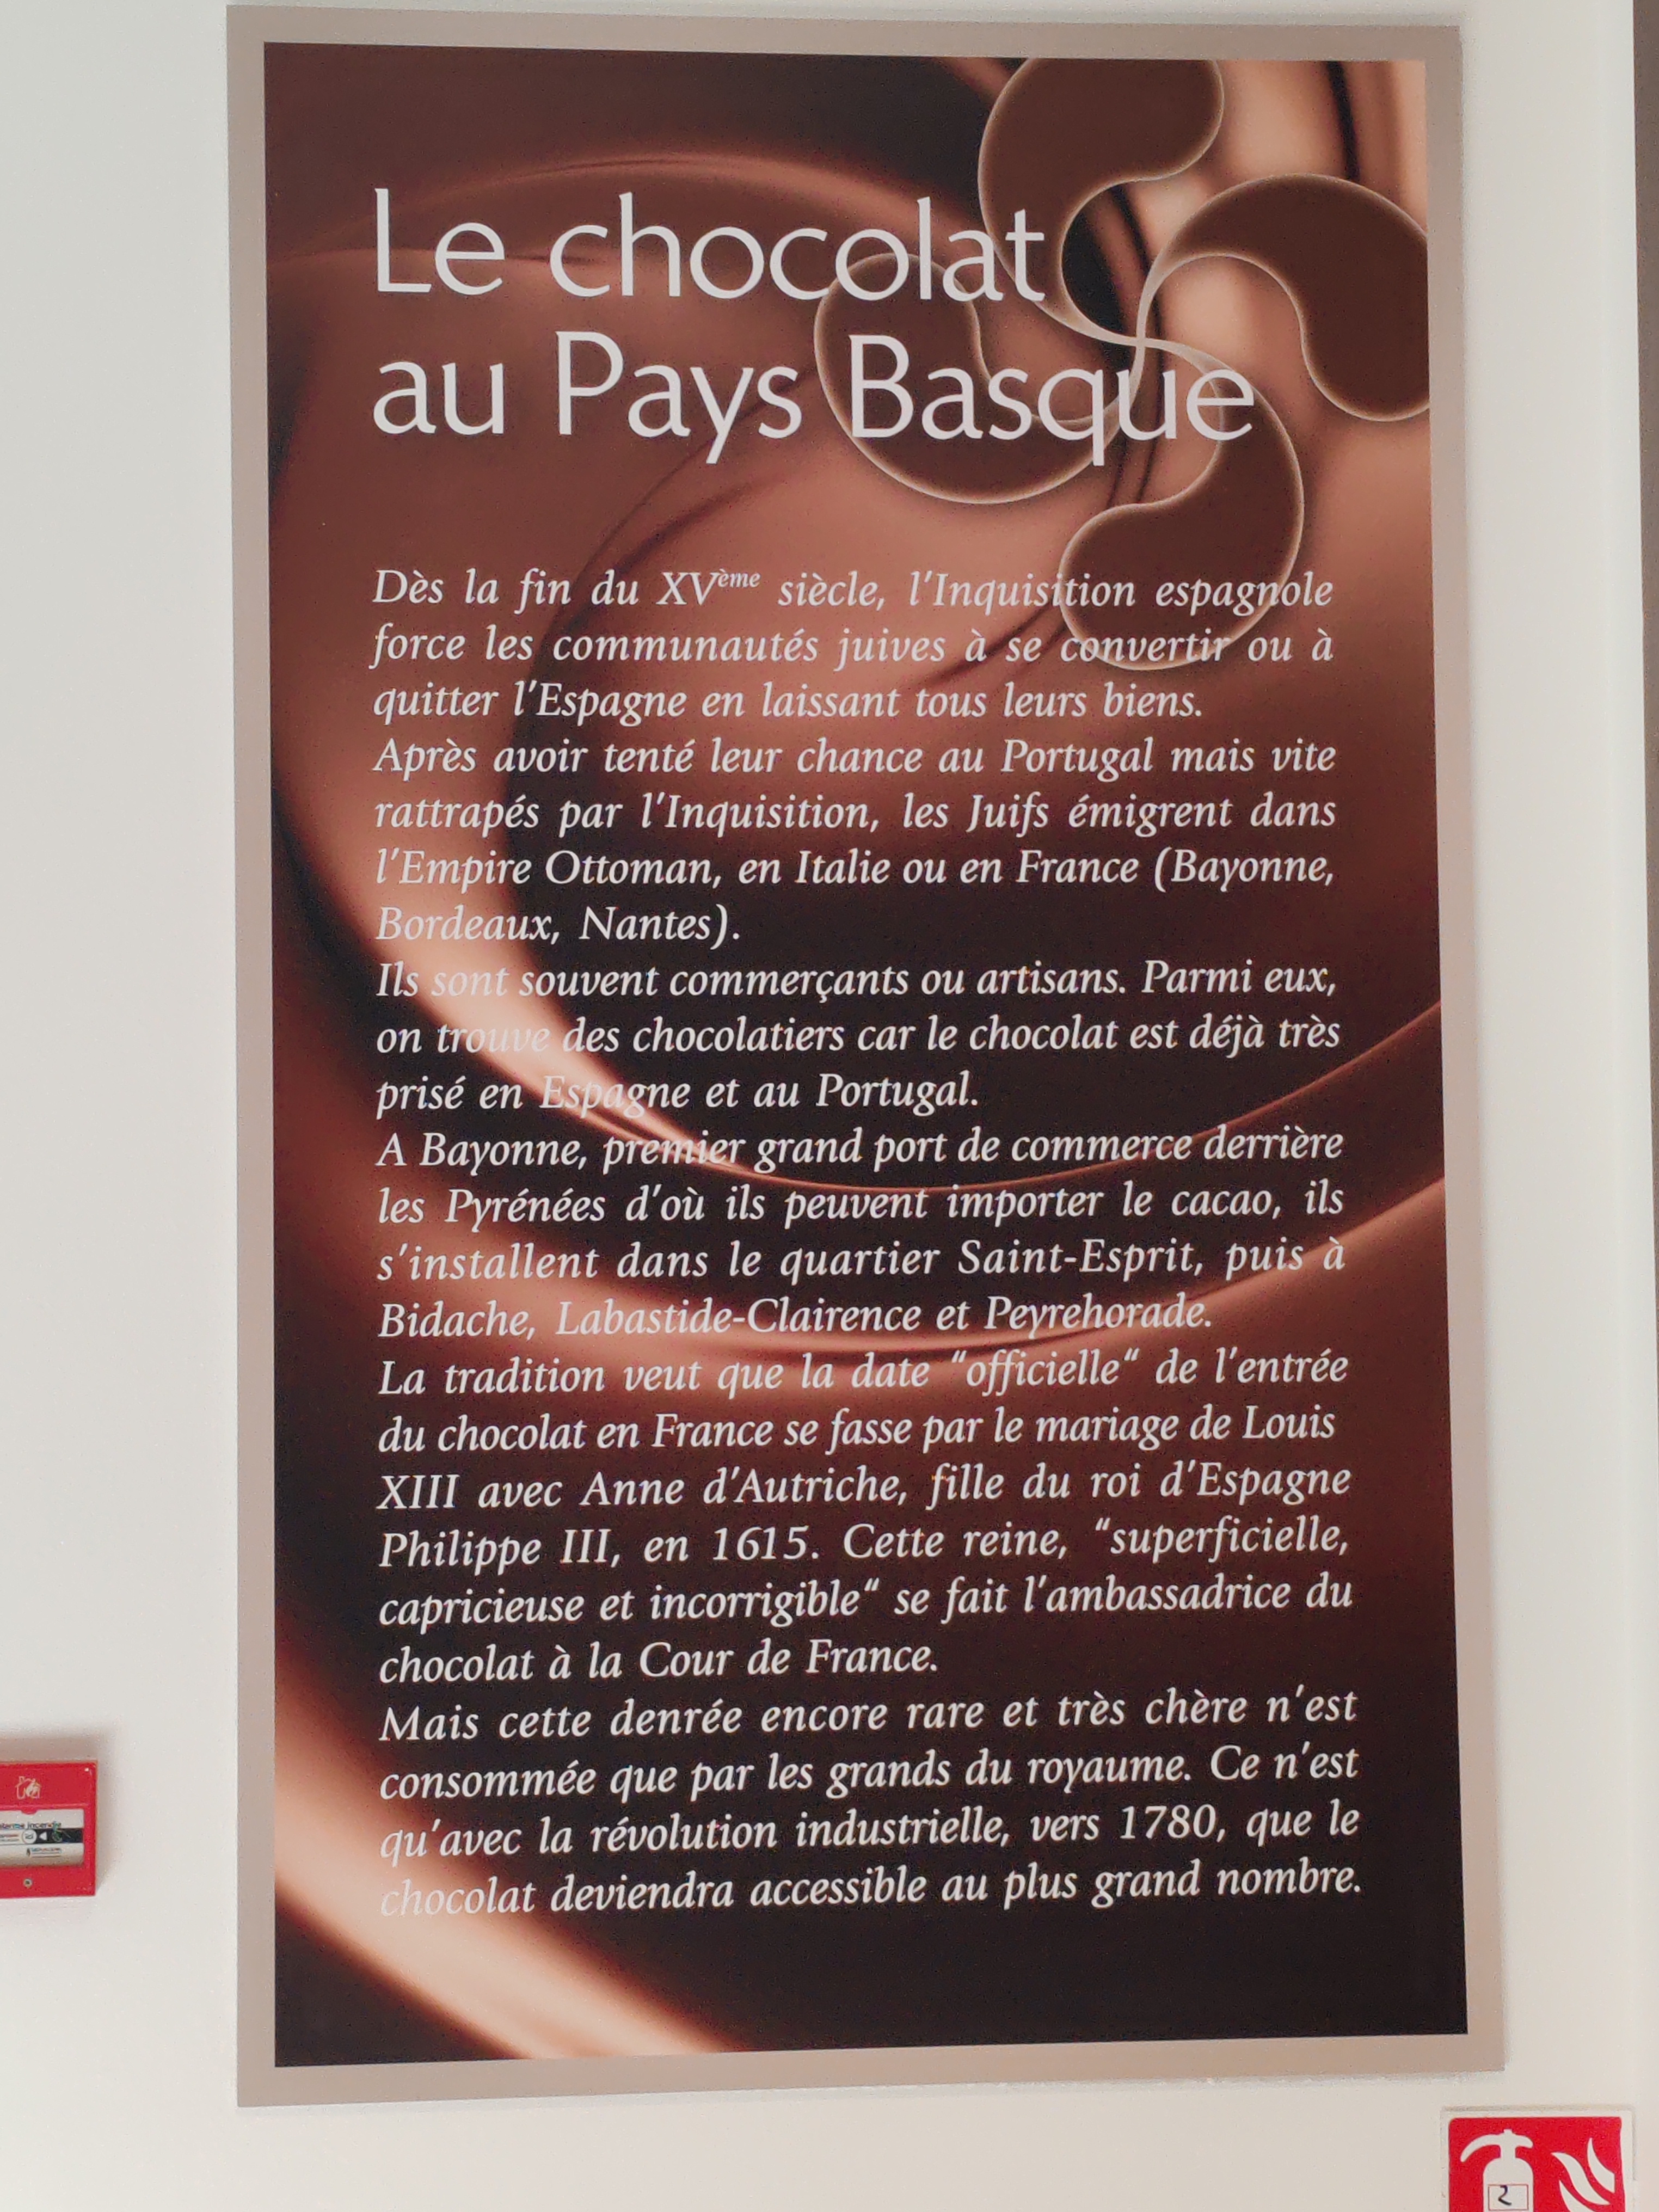 Le chocolat
au Pays Basque
Dès la fin du XVème siècle, l'Inquisition espagnole
force les communautés juives à se convertir ou à
quitter l'Espagne en laissant tous leurs biens.
Après avoir tenté leur chance au Portugal mais vite
rattrapés par l'Inquisition, les Juifs émigrent dans
l'Empire Ottoman, en Italie ou en France (Bayonne,
Bordeaux, Nantes).
Ils sont souvent commerçants ou artisans. Parmi eux,
on trouve des chocolatiers car le chocolat est déjà très
prisé en Espagne et au Portugal.
A Bayonne, premier grand port de commerce derrière
les Pyrénées d'où ils peuvent importer le cacao, ils
s'installent dans le quartier Saint-Esprit, puis à
Bidache, Labastide-Clairence et Peyrehorade.
La tradition veut que la date "officielle" de l'entrée
du chocolat en France se fasse par le mariage de Louis
XIII avec Anne d'Autriche, fille du roi d'Espagne
Philippe III, en 1615. Cette reine, "superficielle,
capricieuse et incorrigible" se fait l'ambassadrice du
chocolat à la Cour de France.
Mais cette denrée encore rare et très chère n'est
consommée que par les grands du royaume. Ce n'est
qu'avec la révolution industrielle, vers 1780, que le
chocolat deviendra accessible au plus grand nombre.
incendie
2